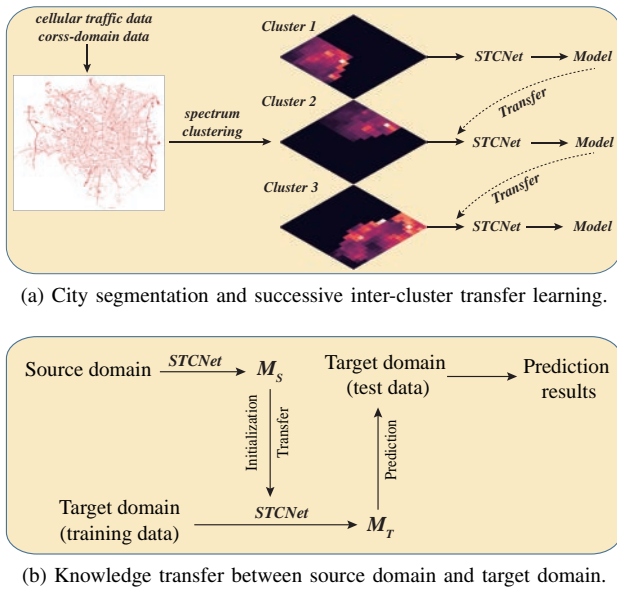 cellular traffic data
corss-domain data
spectrum
clustering
Cluster 1
STCNet
Model
Transfer
Cluster 2
STCNet
Model
Transfer
Cluster 3
STCNet
Model
(a) City segmentation and successive inter-cluster transfer learning.
Source domain
STCNet
M_S
Initialization
Transfer
Target domain
(test data)
Prediction
results
Prediction
Target domain
(training data)
STCNet
M_T
(b) Knowledge transfer between source domain and target domain.